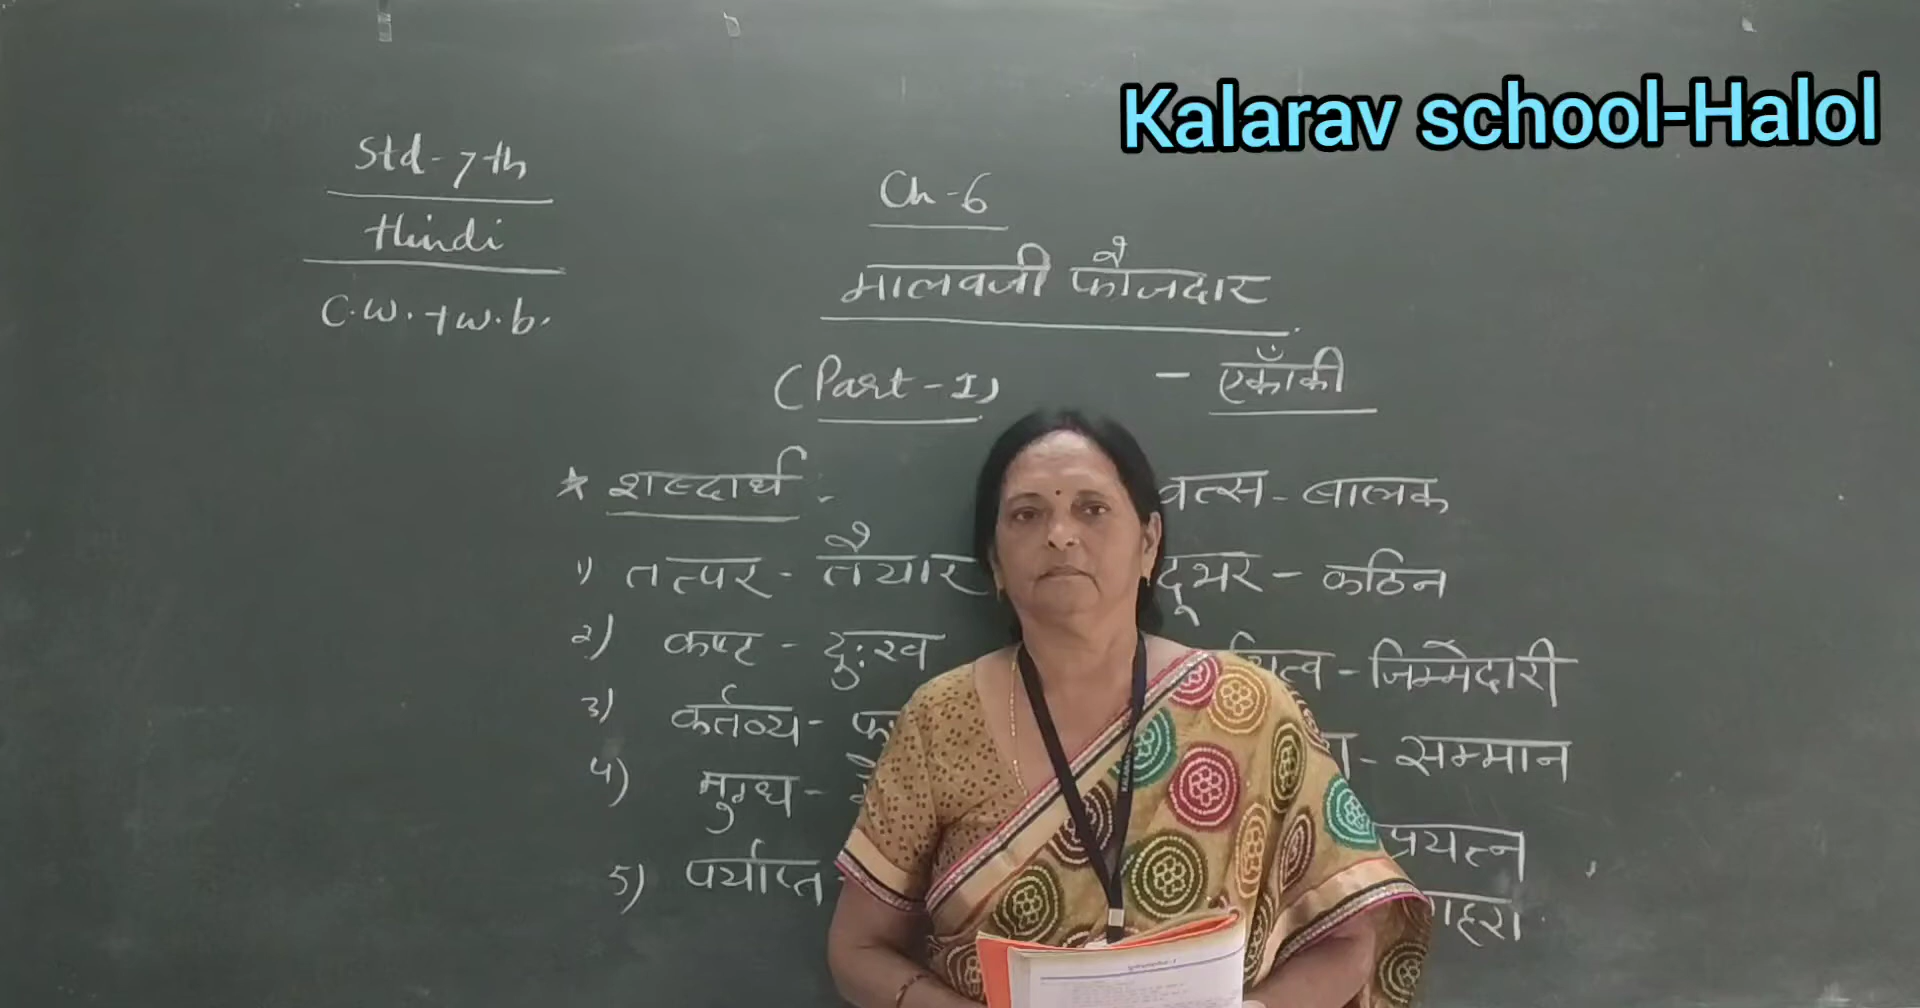 Kalarav school-Halol
Std - 7th
Hindi
C.W. + W.b.
Ch - 6
मालवजी फौजदार
(Part - I)
- एकाँकी
* शब्दार्थ :-
1) तत्पर - तैयार
2) कष्ट - दुःख
3) कर्तव्य -
4) मुग्ध -
5) पर्याप्त -
वत्स - बालक
दूभर - कठिन
- जिम्मेदारी
- सम्मान
प्रयत्न